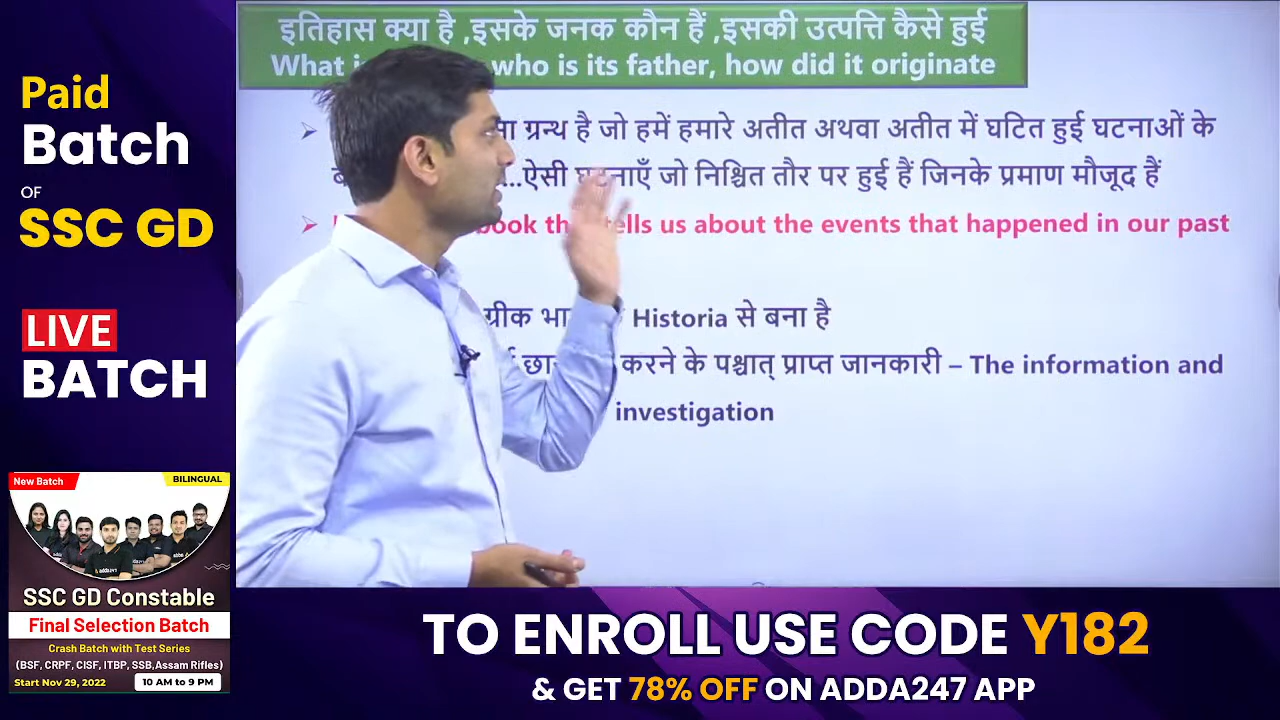 Paid
Batch
OF
SSC GD
LIVE
BATCH
New Batch
BILINGUAL
SSC GD Constable
Final Selection Batch
Crash Batch with Test Series
(BSF, CRPF, CISF, ITBP, SSB,Assam Rifles)
Start Nov 29, 2022
10 AM to 9 PM
इतिहास क्या है ,इसके जनक कौन हैं ,इसकी उत्पत्ति कैसे हुई
What who is its father, how did it originate
ग्रन्थ है जो हमें हमारे अतीत अथवा अतीत में घटित हुई घटनाओं के
...ऐसी जो निश्चित तौर पर हुई हैं जिनके प्रमाण मौजूद है
book tells us about the events that happened in our past
ग्रीक Historia से बना है
करने के पश्चात् प्राप्त जानकारी – The information and
investigation
TO ENROLL USE CODE Y182
& GET 78% OFF ON ADDA247 APP